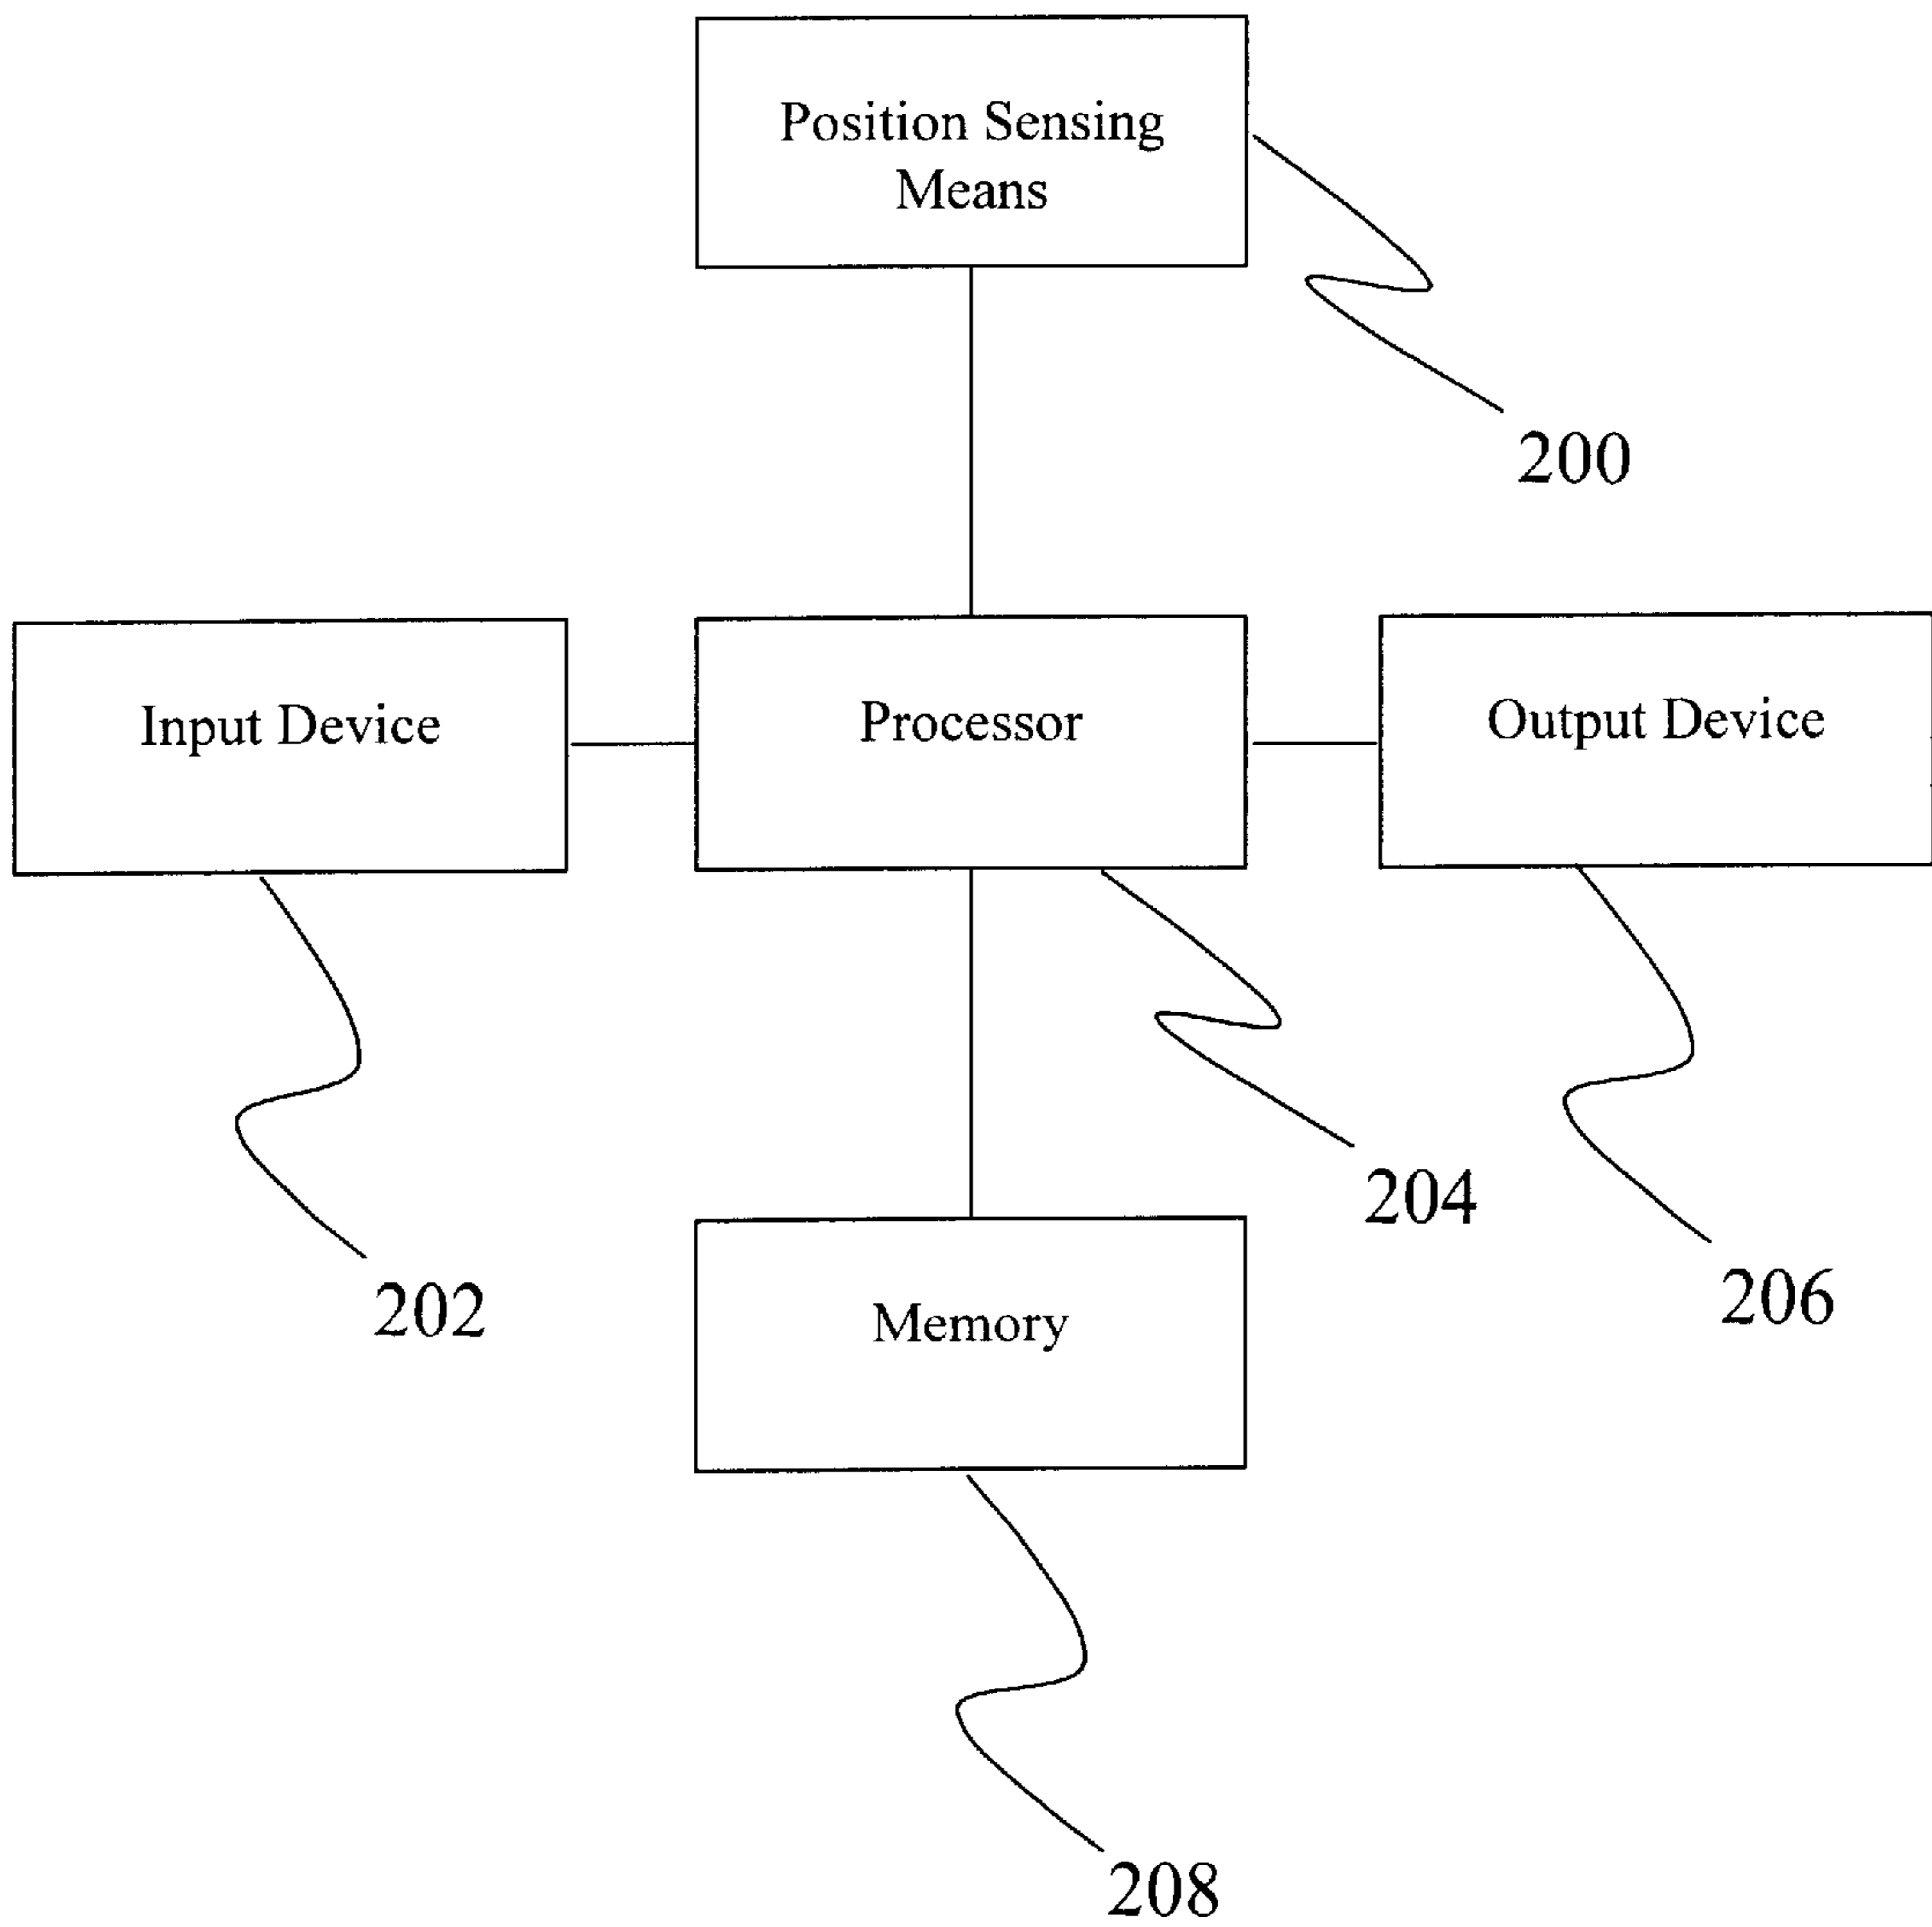 Position Sensing
Means
200
Input Device
Processor
Output Device
204
202
206
Memory
208